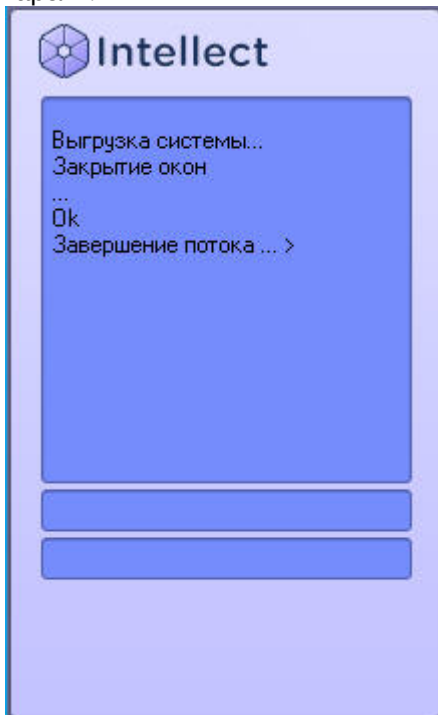 Intellect
Выгрузка системы...
Закрытие окон
...
Ok
Завершение потока ... >